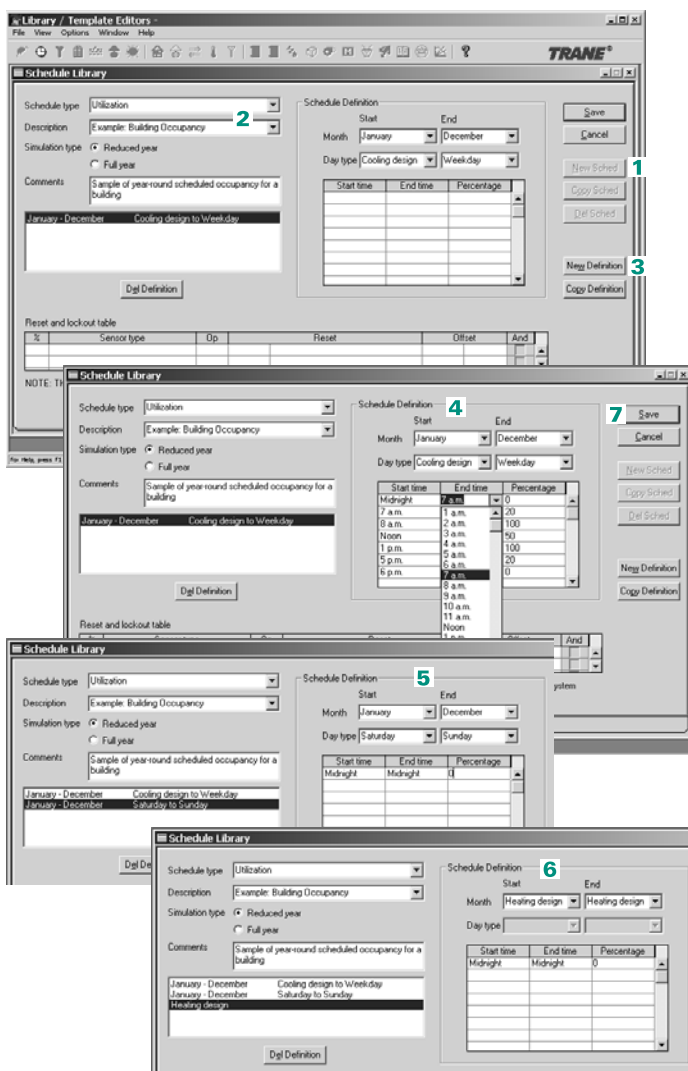 Library / Template Editors -
File View Options Window Help
TRANE®
Schedule Library
Schedule type Utilization
Description Example: Building Occupancy 2
Simulation type Reduced year
Full year
Comments Sample of year-round scheduled occupancy for a
building
January - December Cooling design to Weekday
Del Definition
Schedule Definition
Start End
Month January December
Day type Cooling design Weekday
Start time End time Percentage
Save
Cancel
New Sched 1
Copy Sched
Del Sched
New Definition 3
Copy Definition
Reset and lockout table
% Sensor type Op Reset Offset And
NOTE: TH
For Help, press F1
Schedule Library
Schedule type Utilization
Description Example: Building Occupancy
Simulation type Reduced year
Full year
Comments Sample of year-round scheduled occupancy for a
building
January - December Cooling design to Weekday
Del Definition
Schedule Definition 4
Start End
Month January December
Day type Cooling design Weekday
Start time End time Percentage
Midnight 7 a.m. 0
7 a.m. 1 a.m. 20
8 a.m. 2 a.m. 100
Noon 3 a.m. 50
1 p.m. 4 a.m. 100
5 p.m. 5 a.m. 20
6 p.m. 6 a.m. 0
7 a.m.
8 a.m.
9 a.m.
10 a.m.
11 a.m.
Noon
7 Save
Cancel
New Sched
Copy Sched
Del Sched
New Definition
Copy Definition
Reset and lockout table
And
ystem
Schedule Library
Schedule type Utilization
Description Example: Building Occupancy
Simulation type Reduced year
Full year
Comments Sample of year-round scheduled occupancy for a
building
January - December Cooling design to Weekday
January - December Saturday to Sunday
Del De
Schedule Definition 5
Start End
Month January December
Day type Saturday Sunday
Start time End time Percentage
Midnight Midnight 0
Schedule Library
Schedule type Utilization
Description Example: Building Occupancy
Simulation type Reduced year
Full year
Comments Sample of year-round scheduled occupancy for a
building
January - December Cooling design to Weekday
January - December Saturday to Sunday
Heating design
Del Definition
Schedule Definition 6
Start End
Month Heating design Heating design
Day type
Start time End time Percentage
Midnight Midnight 0